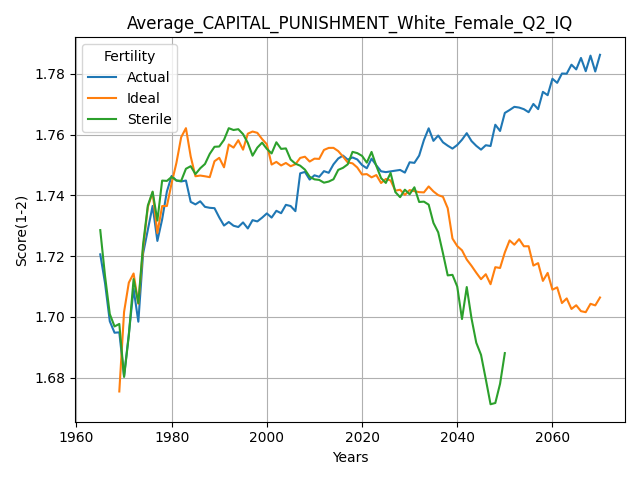 Average_CAPITAL_PUNISHMENT_White_Female_Q2_IQ
Fertility
Actual
Ideal
Sterile
Score(1-2)
1.78
1.76
1.74
1.72
1.70
1.68
1960
1980
2000
2020
2040
2060
Years